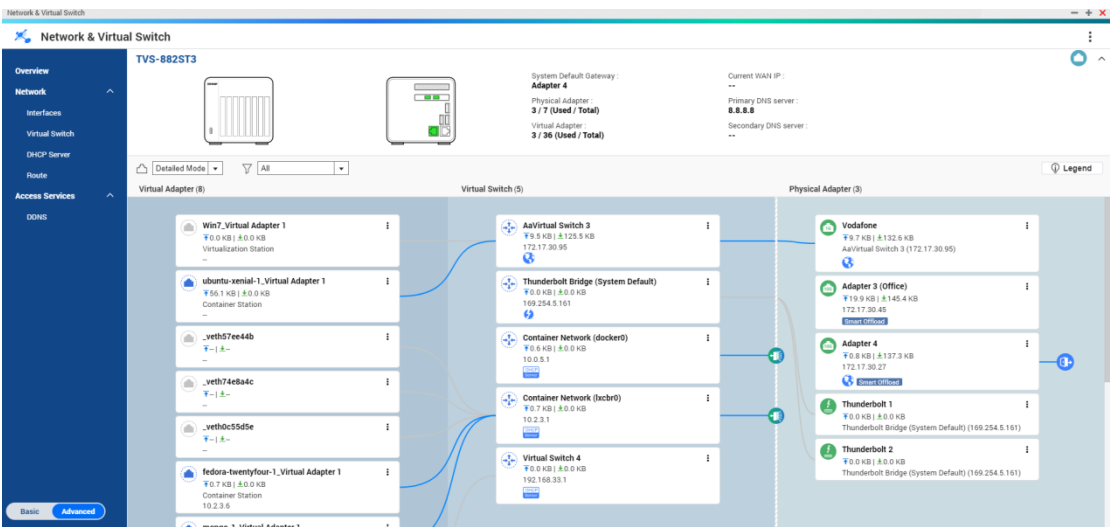 Network & Virtual Switch
Network & Virtual Switch
Overview
Network
Interfaces
Virtual Switch
DHCP Server
Route
Access Services
DDNS
Basic
Advanced
TVS-882ST3
System Default Gateway :
Adapter 4
Physical Adapter :
3 / 7 (Used / Total)
Virtual Adapter :
3 / 36 (Used / Total)
Current WAN IP :
--
Primary DNS server :
8.8.8.8
Secondary DNS server :
--
Detailed Mode
All
Legend
Virtual Adapter (8)
Win7_Virtual Adapter 1
0.0 KB | 0.0 KB
Virtualization Station
--
ubuntu-xenial-1_Virtual Adapter 1
56.1 KB | 0.0 KB
Container Station
--
_veth57ee44b
-- | --
--
_veth74e8a4c
-- | --
--
_veth0c55d5e
-- | --
--
fedora-twentyfour-1_Virtual Adapter 1
0.7 KB | 0.0 KB
Container Station
10.2.3.6
mongo-1_Virtual Adapter 1
Virtual Switch (5)
AaVirtual Switch 3
9.5 KB | 125.5 KB
172.17.30.95
Thunderbolt Bridge (System Default)
0.0 KB | 0.0 KB
169.254.5.161
Container Network (docker0)
0.6 KB | 0.0 KB
10.0.5.1
DHCP
Server
Container Network (lxcbr0)
0.7 KB | 0.0 KB
10.2.3.1
DHCP
Server
Virtual Switch 4
0.0 KB | 0.0 KB
192.168.33.1
DHCP
Server
Physical Adapter (3)
Vodafone
9.7 KB | 132.6 KB
AaVirtual Switch 3 (172.17.30.95)
Adapter 3 (Office)
19.9 KB | 145.4 KB
172.17.30.45
Smart Offload
Adapter 4
0.8 KB | 137.3 KB
172.17.30.27
Smart Offload
Thunderbolt 1
0.0 KB | 0.0 KB
Thunderbolt Bridge (System Default) (169.254.5.161)
Thunderbolt 2
0.0 KB | 0.0 KB
Thunderbolt Bridge (System Default) (169.254.5.161)